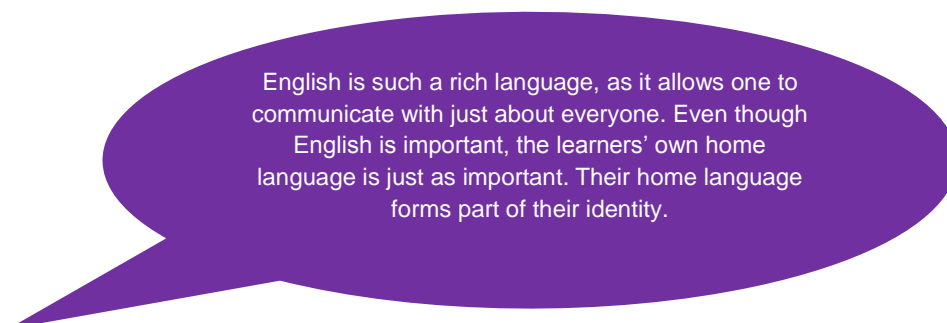 English is such a rich language, as it allows one to
communicate with just about everyone. Even though
English is important, the learners’ own home
language is just as important. Their home language
forms part of their identity.